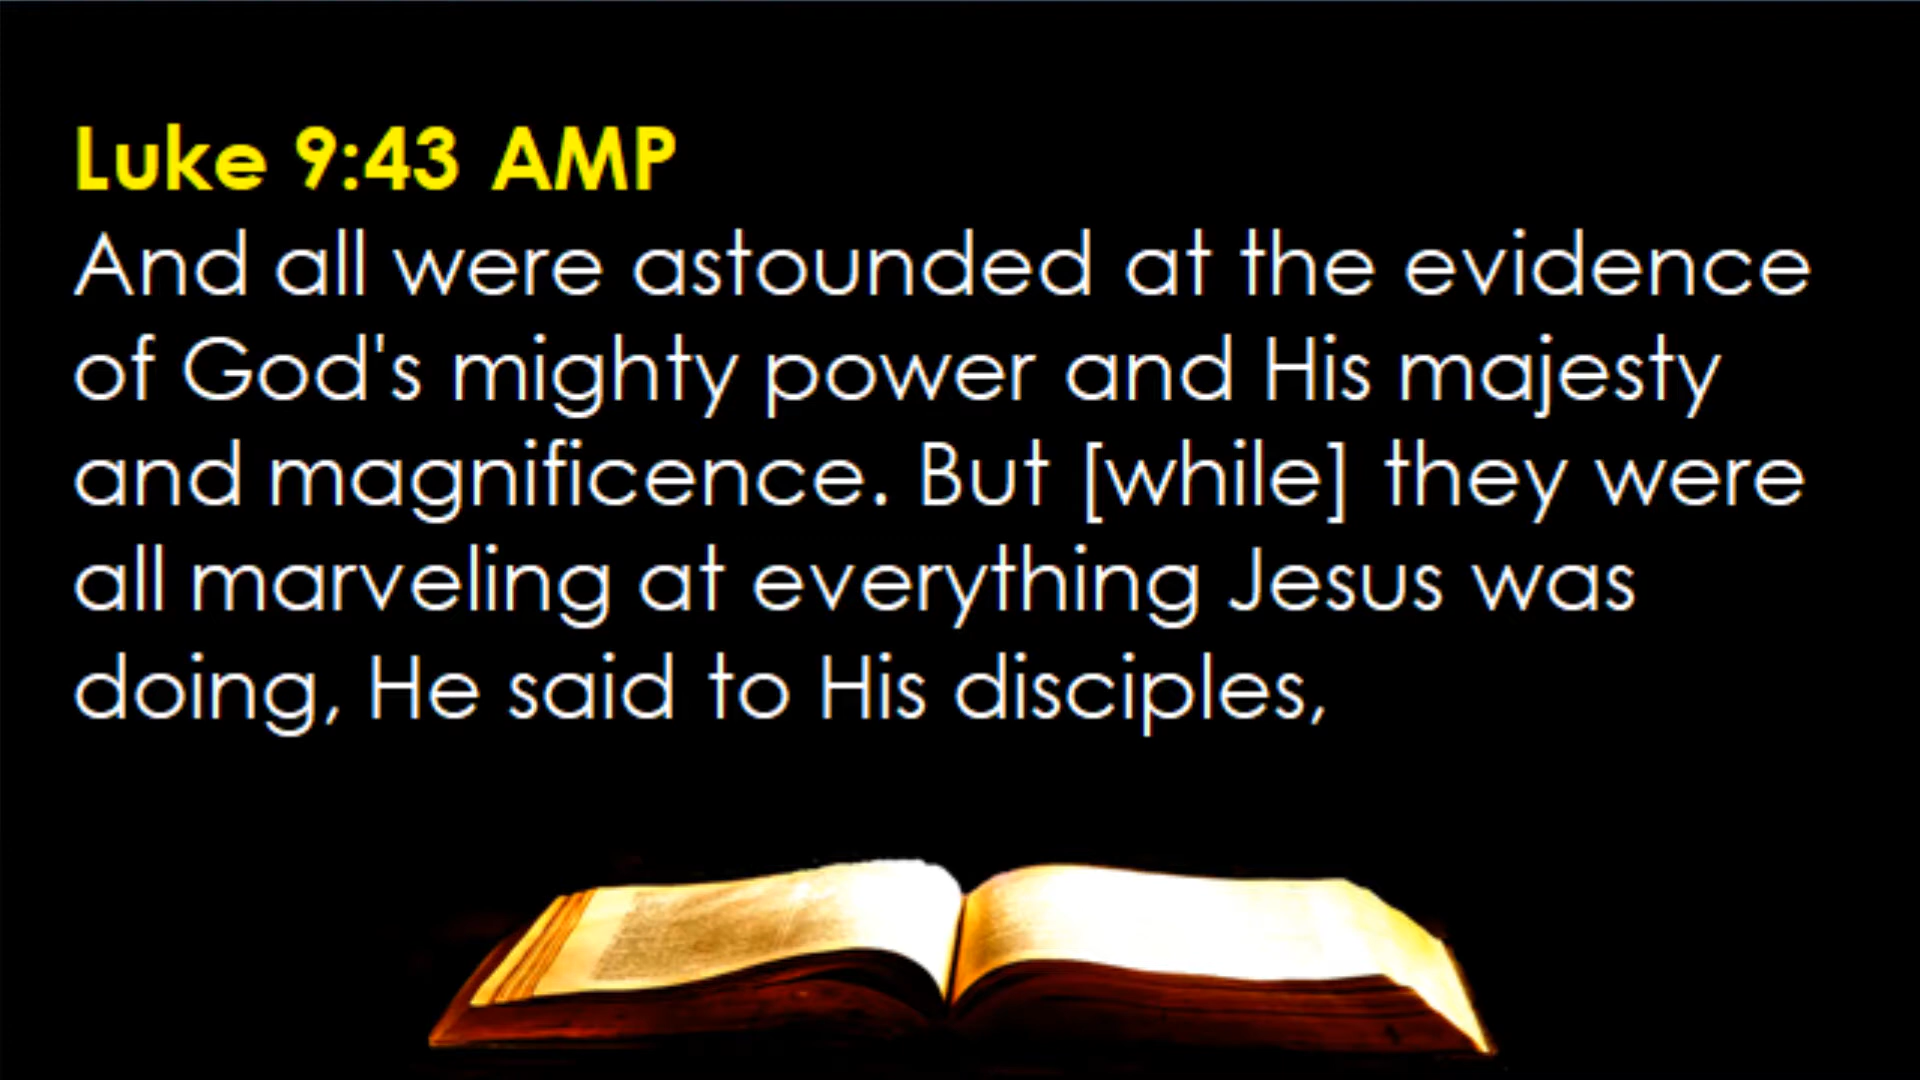 Luke 9:43 AMP
And all were astounded at the evidence
of God's mighty power and His majesty
and magnificence. But [while] they were
all marveling at everything Jesus was
doing, He said to His disciples,